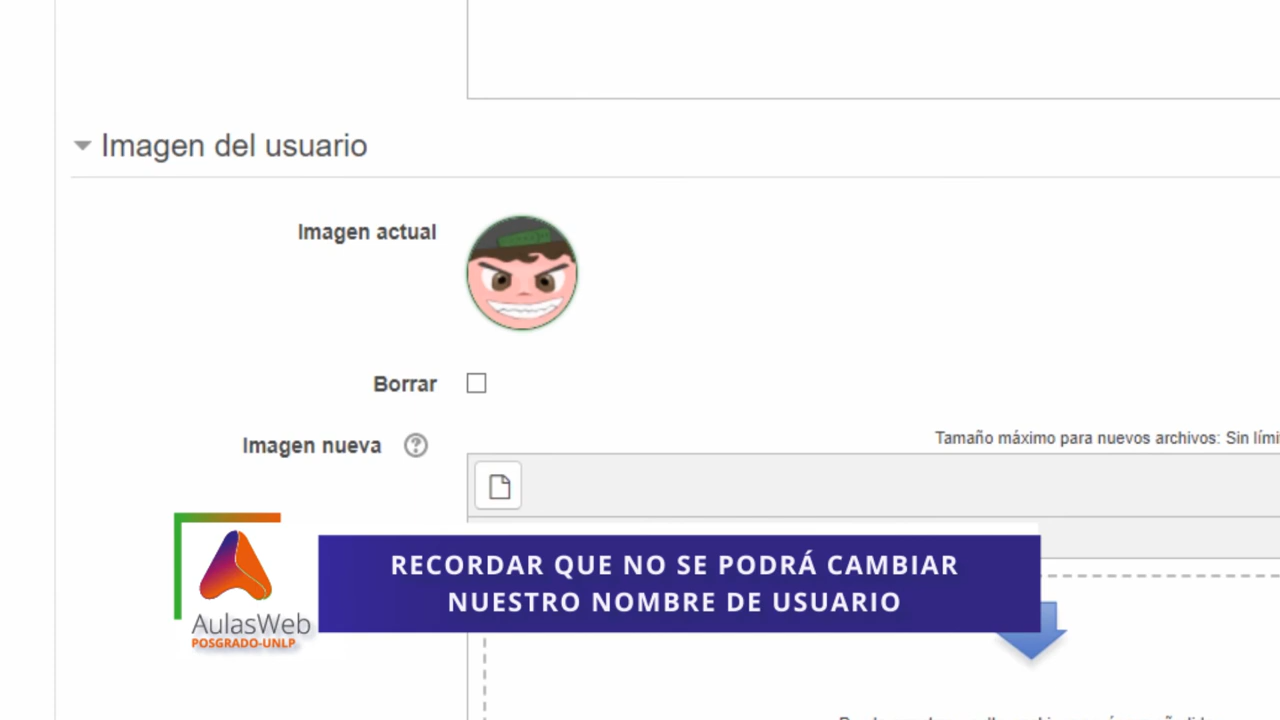 Imagen del usuario
Imagen actual
Borrar
Imagen nueva
Tamaño máximo para nuevos archivos: Sin lími
RECORDAR QUE NO SE PODRÁ CAMBIAR
NUESTRO NOMBRE DE USUARIO
AulasWeb
POSGRADO-UNLP